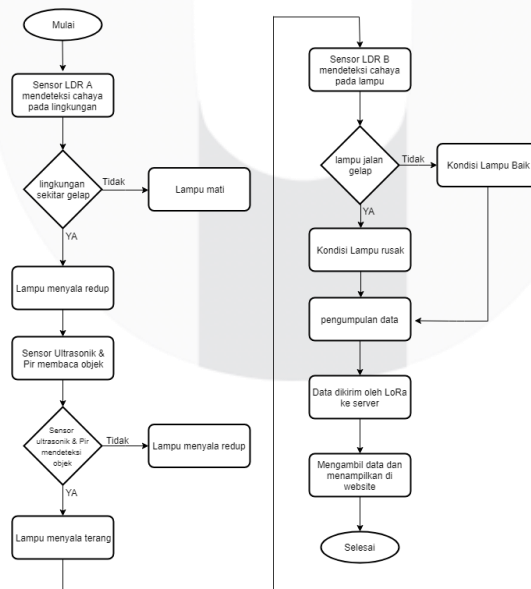 Mulai
Sensor LDR A
mendeteksi cahaya
pada lingkungan
lingkungan
sekitar gelap
Tidak
Lampu mati
YA
Lampu menyala redup
Sensor Ultrasonik &
Pir membaca objek
Sensor
ultrasonik & Pir
mendeteksi
objek
Tidak
Lampu menyala redup
YA
Lampu menyala terang
Sensor LDR B
mendeteksi cahaya
pada lampu
lampu jalan
gelap
Tidak
Kondisi Lampu Baik
YA
Kondisi Lampu rusak
pengumpulan data
Data dikirim oleh LoRa
ke server
Mengambil data dan
menampilkan di
website
Selesai